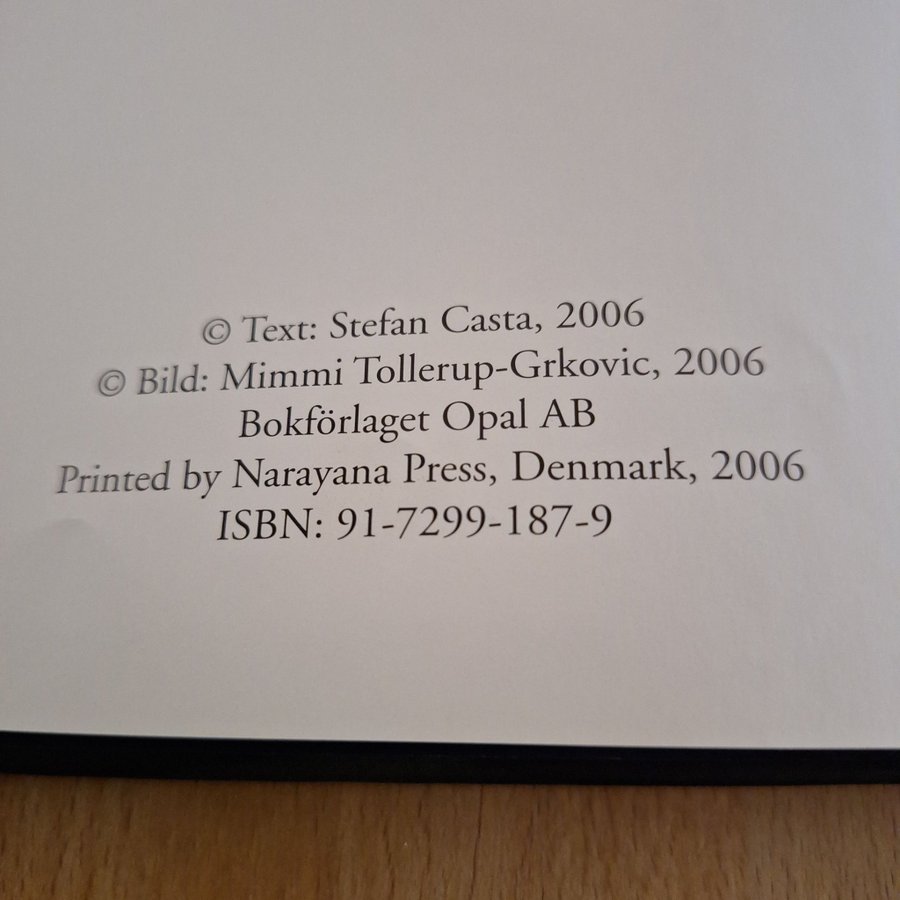 © Text: Stefan Casta, 2006
© Bild: Mimmi Tollerup-Grkovic, 2006
Bokförlaget Opal AB
Printed by Narayana Press, Denmark, 2006
ISBN: 91-7299-187-9